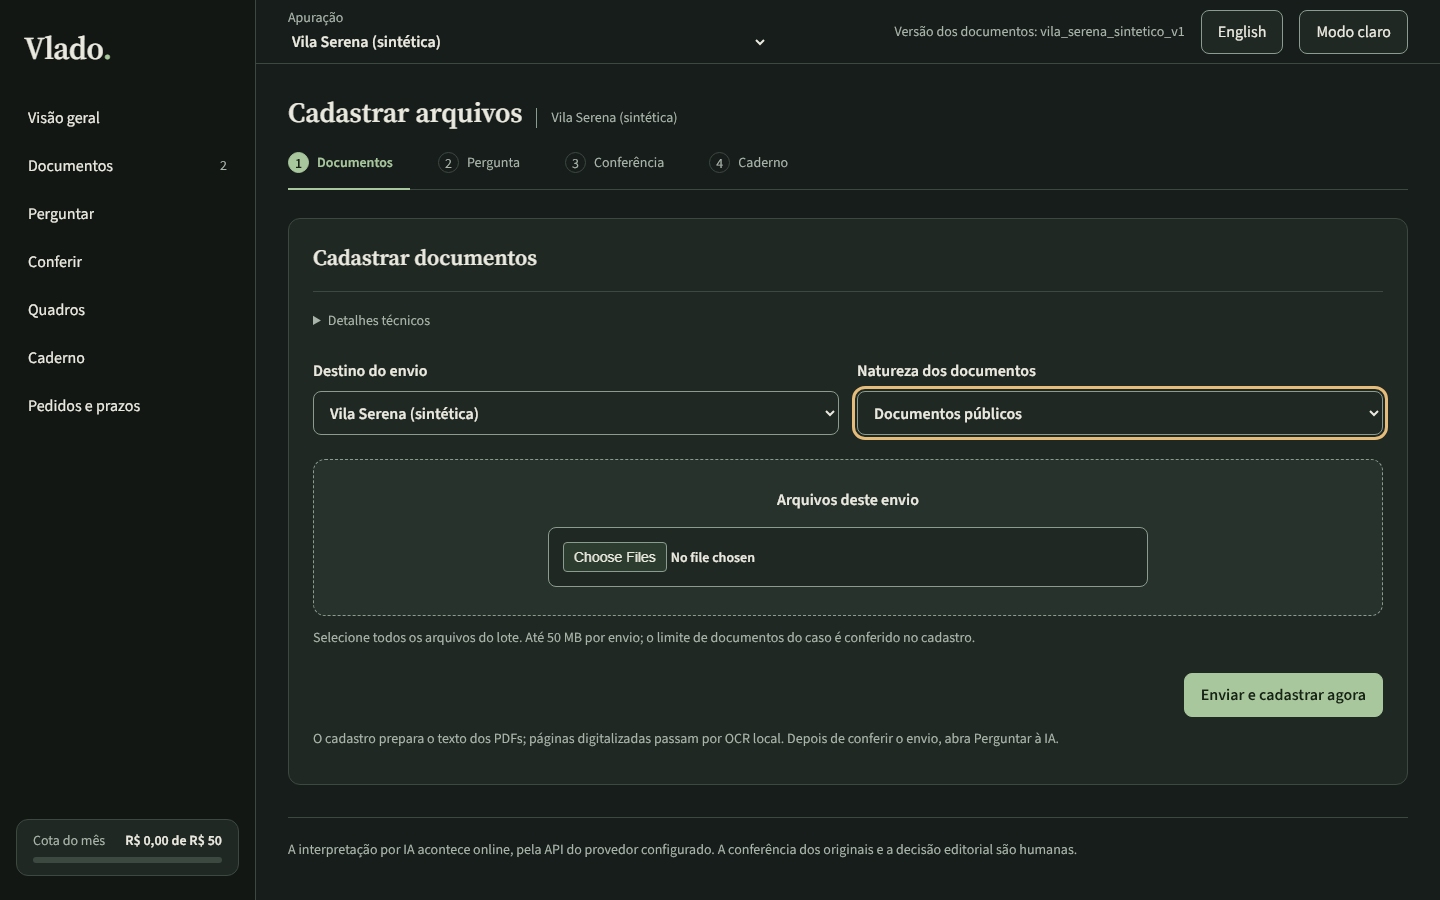 Vlado.
Visão geral
Documentos 2
Perguntar
Conferir
Quadros
Caderno
Pedidos e prazos
Cota do mês R$ 0,00 de R$ 50
Apuração
Vila Serena (sintética)
Versão dos documentos: vila_serena_sintetico_v1
English
Modo claro
Cadastrar arquivos
Vila Serena (sintética)
1 Documentos
2 Pergunta
3 Conferência
4 Caderno
Cadastrar documentos
Detalhes técnicos
Destino do envio
Vila Serena (sintética)
Natureza dos documentos
Documentos públicos
Arquivos deste envio
Choose Files No file chosen
Selecione todos os arquivos do lote. Até 50 MB por envio; o limite de documentos do caso é conferido no cadastro.
Enviar e cadastrar agora
O cadastro prepara o texto dos PDFs; páginas digitalizadas passam por OCR local. Depois de conferir o envio, abra Perguntar à IA.
A interpretação por IA acontece online, pela API do provedor configurado. A conferência dos originais e a decisão editorial são humanas.